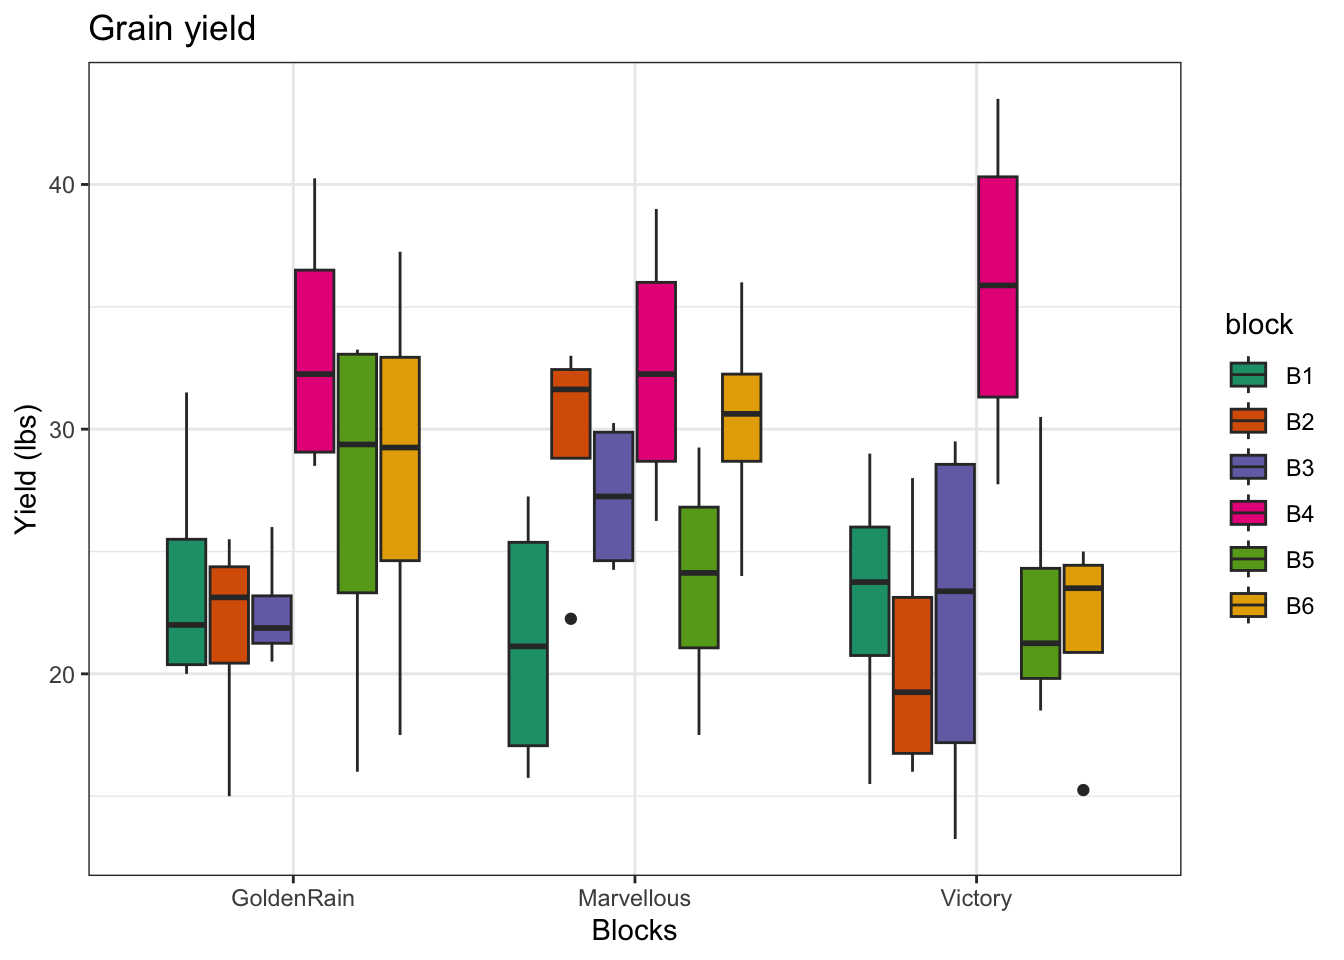 Grain yield
Yield (lbs)
40
30
20
GoldenRain
Marvellous
Victory
Blocks
block
B1
B2
B3
B4
B5
B6